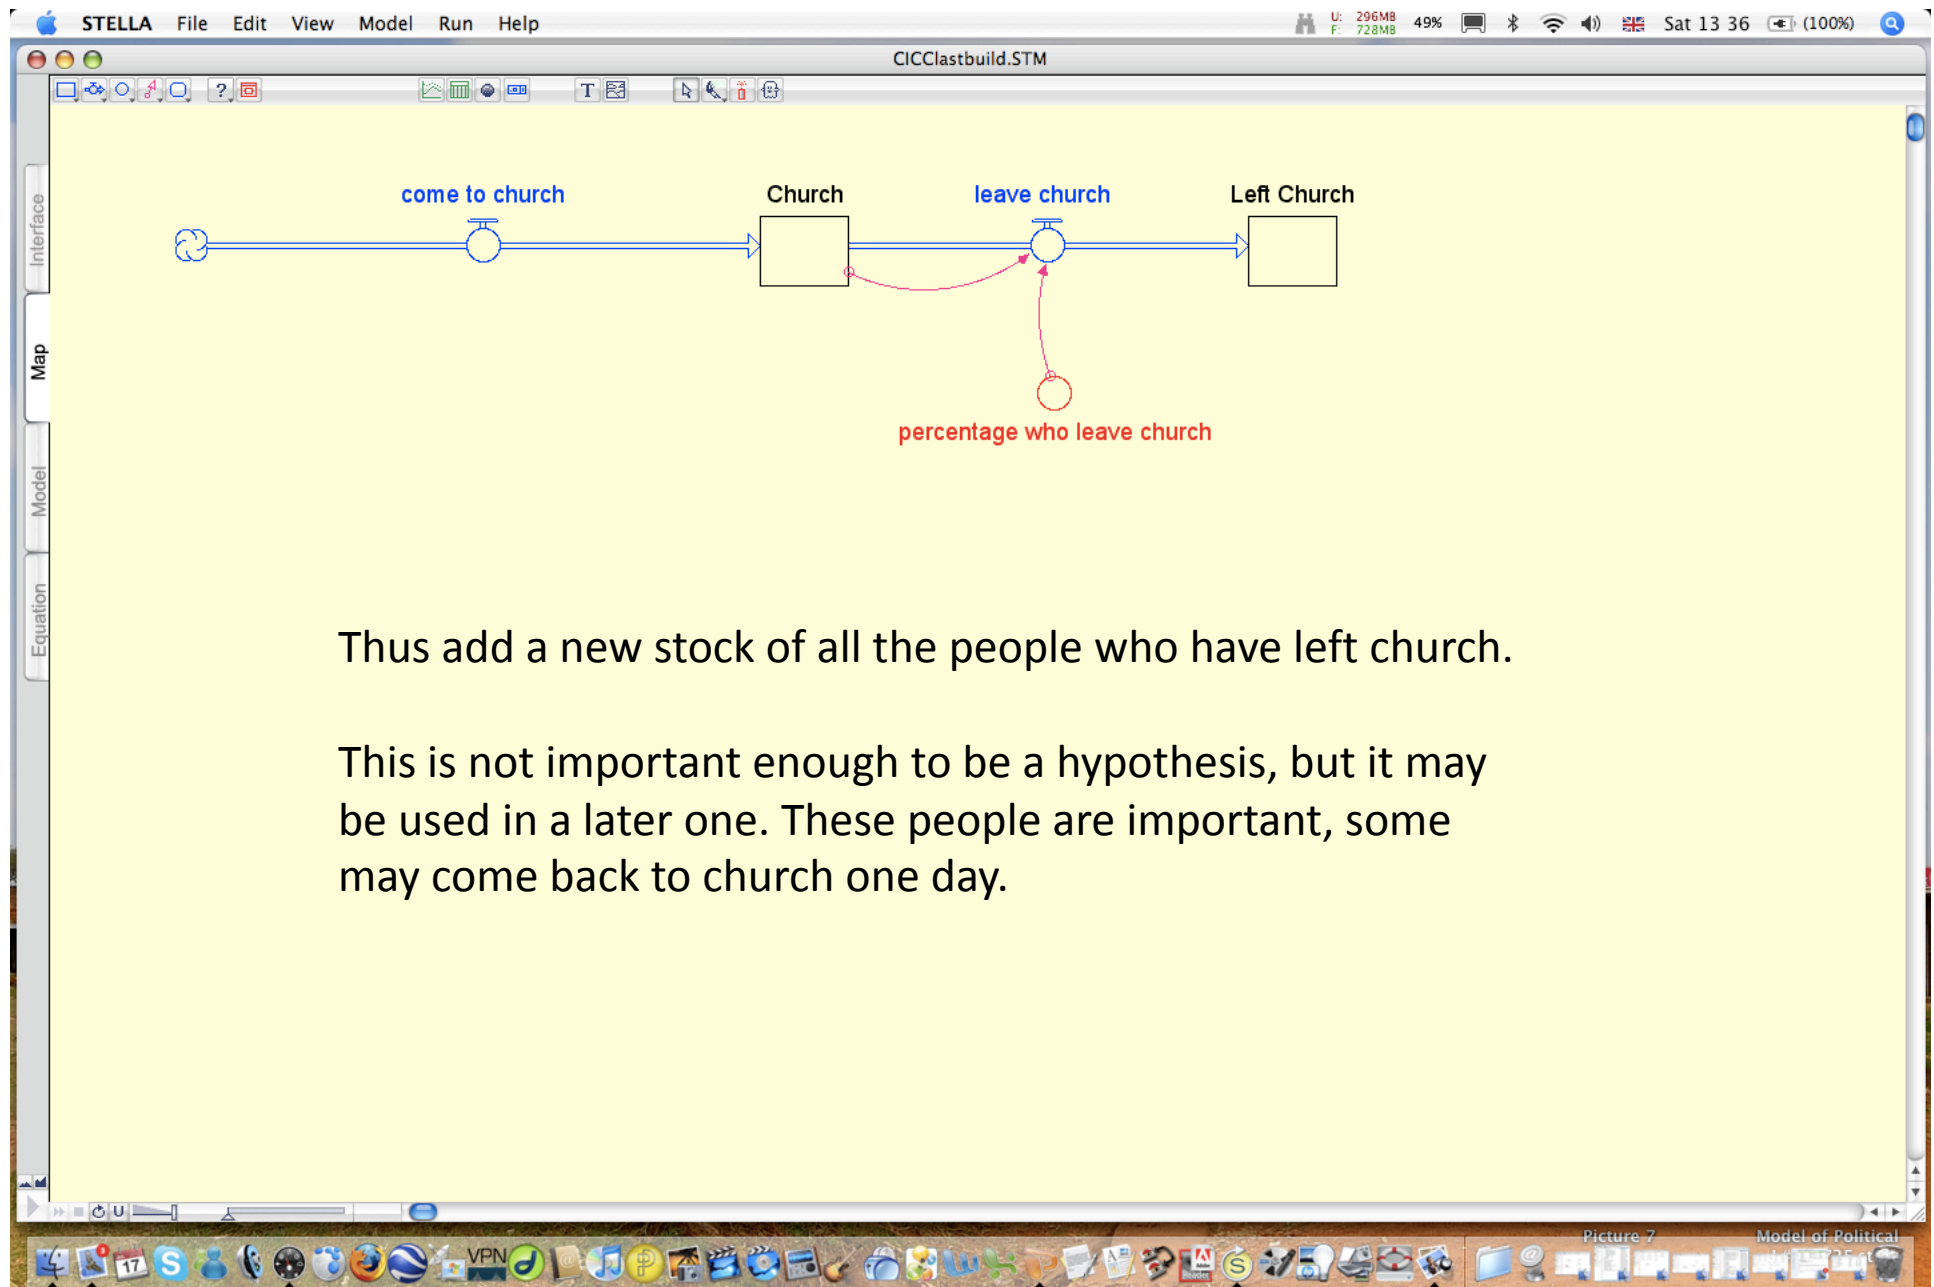 STELLA File Edit View Model Run Help U: 296MB F: 728MB 49% Sat 13 36 (100%)
CICClastbuild.STM
T
?
Interface
Map
Model
Equation
come to church Church leave church Left Church
percentage who leave church
Thus add a new stock of all the people who have left church.
This is not important enough to be a hypothesis, but it may
be used in a later one. These people are important, some
may come back to church one day.
U
Picture 7 Model of Political
17 VPN